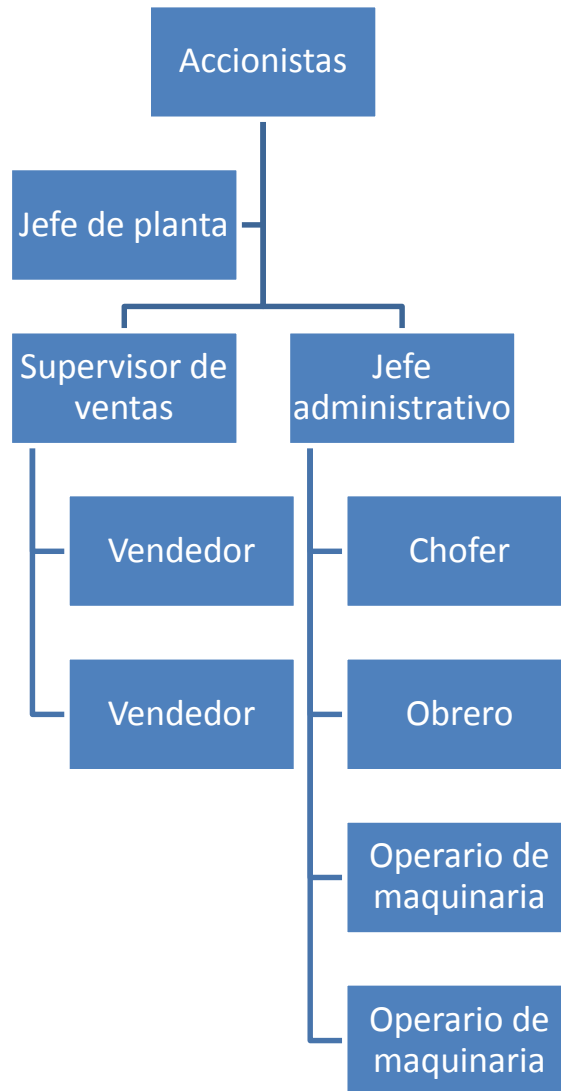 Accionistas
Jefe de planta
Supervisor de
ventas
Jefe
administrativo
Vendedor
Chofer
Vendedor
Obrero
Operario de
maquinaria
Operario de
maquinaria